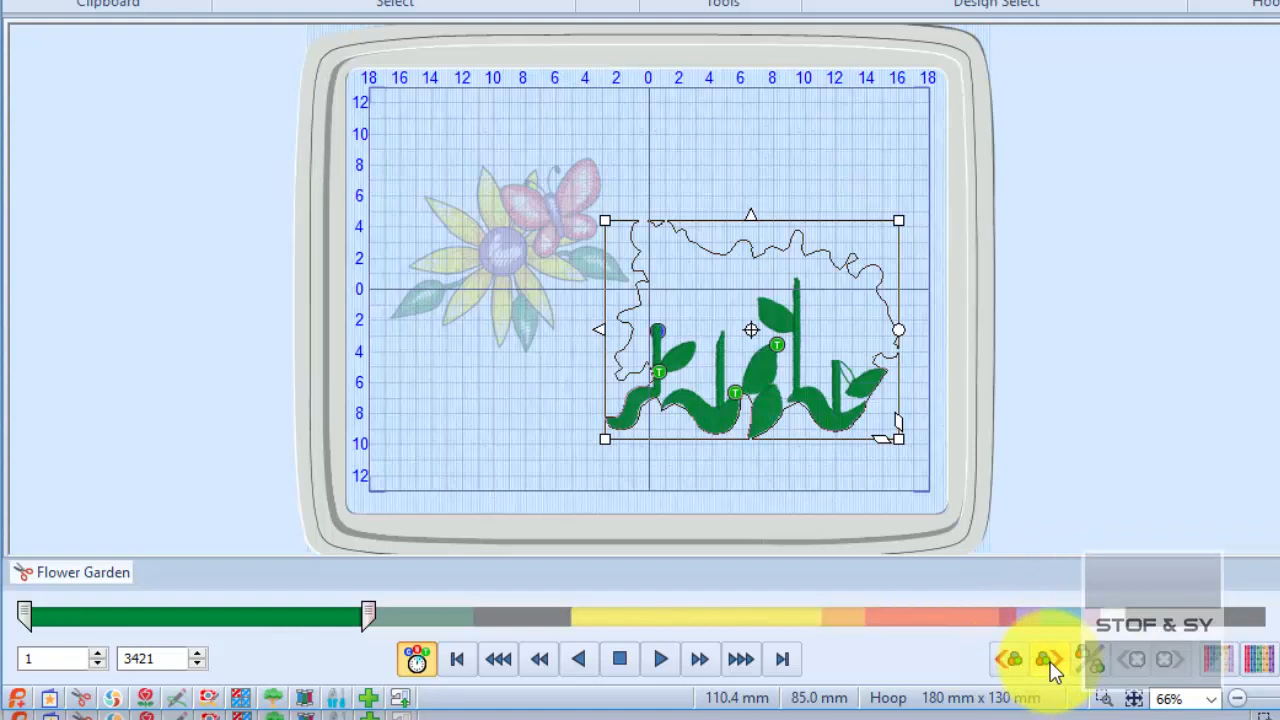 Clipboard Select Tools Design Select Hoo
18 16 14 12 10 8 6 4 2 0 2 4 6 8 10 12 14 16 18
12
10
8
6
4
2
0
2
4
6
8
10
12
T
T
T
Flower Garden
STOF & SY
1 3421
110.4 mm 85.0 mm Hoop 180 mm x 130 mm 66%